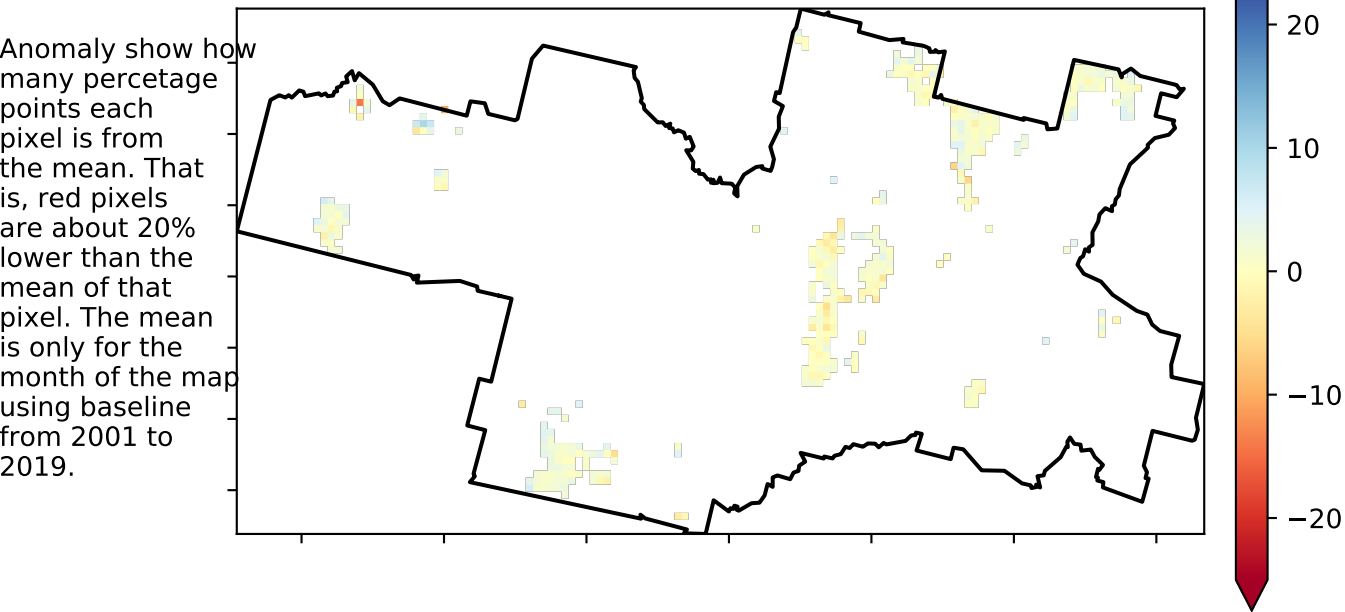 Anomaly show how
many percetage
points each
pixel is from
the mean. That
is, red pixels
are about 20%
lower than the
mean of that
pixel. The mean
is only for the
month of the map
using baseline
from 2001 to
2019.
20
10
0
−10
−20